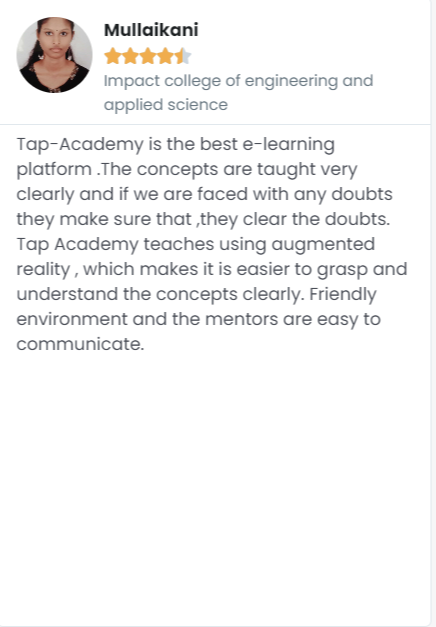 Mullaikani
Impact college of engineering and
applied science
Tap-Academy is the best e-learning
platform .The concepts are taught very
clearly and if we are faced with any doubts
they make sure that ,they clear the doubts.
Tap Academy teaches using augmented
reality , which makes it is easier to grasp and
understand the concepts clearly. Friendly
environment and the mentors are easy to
communicate.